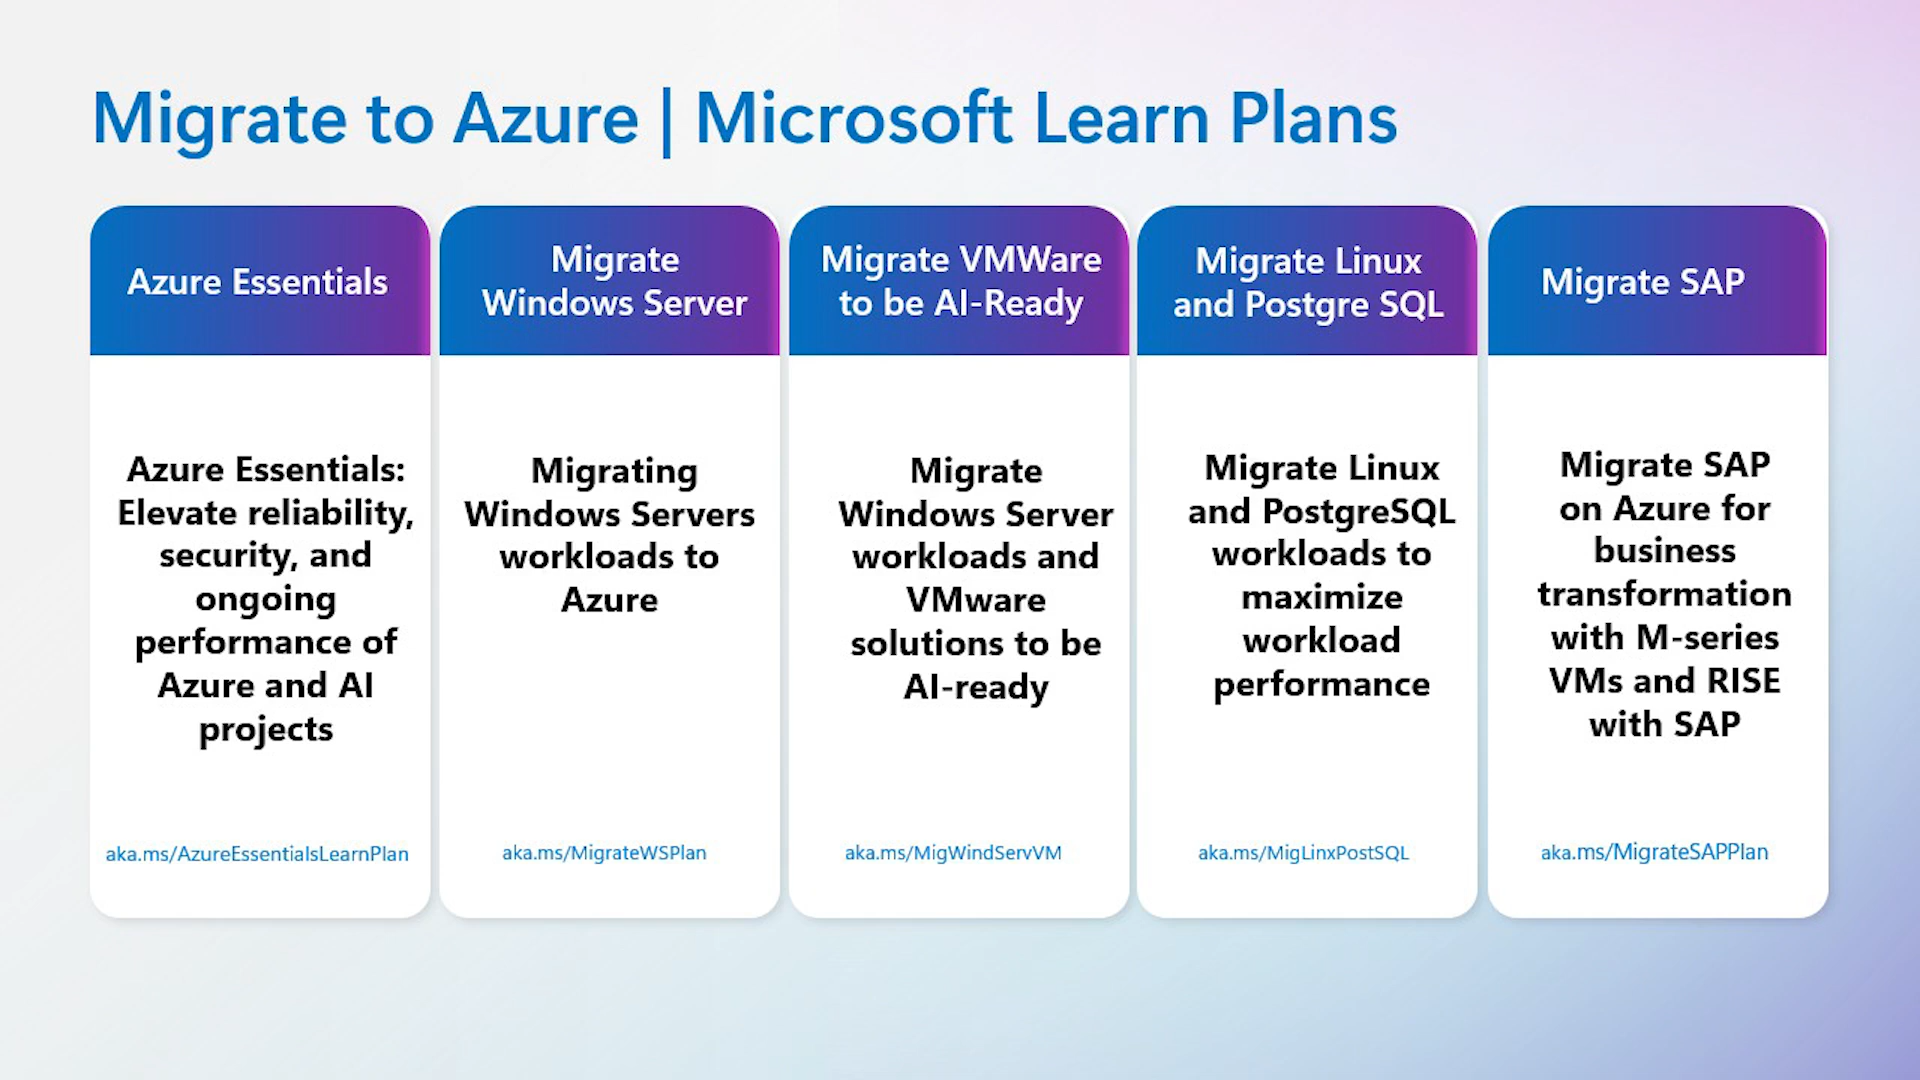 Migrate to Azure | Microsoft Learn Plans
Azure Essentials
Azure Essentials:
Elevate reliability,
security, and
ongoing
performance of
Azure and AI
projects
aka.ms/AzureEssentialsLearnPlan
Migrate
Windows Server
Migrating
Windows Servers
workloads to
Azure
aka.ms/MigrateWSPlan
Migrate VMWare
to be AI-Ready
Migrate
Windows Server
workloads and
VMware
solutions to be
AI-ready
aka.ms/MigWindServVM
Migrate Linux
and Postgre SQL
Migrate Linux
and PostgreSQL
workloads to
maximize
workload
performance
aka.ms/MigLinxPostSQL
Migrate SAP
Migrate SAP
on Azure for
business
transformation
with M-series
VMs and RISE
with SAP
aka.ms/MigrateSAPPlan